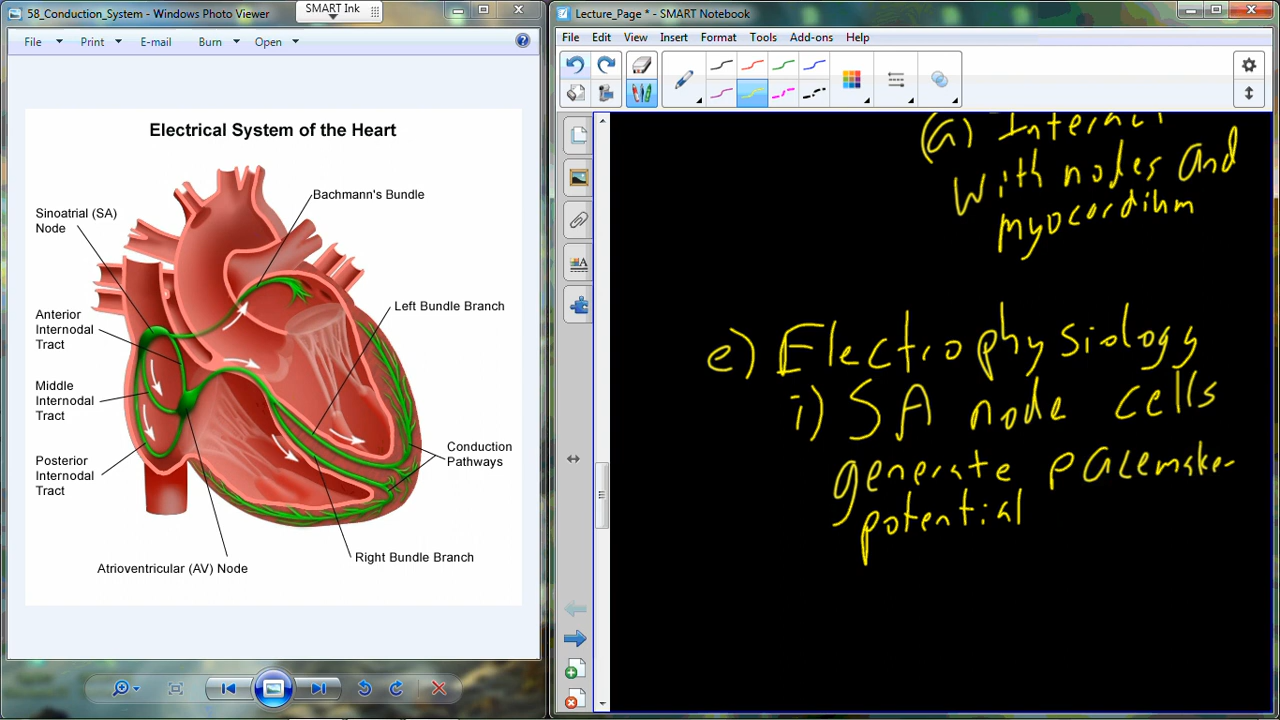 58_Conduction_System - Windows Photo Viewer
SMART Ink
File Print E-mail Burn Open
Electrical System of the Heart
Bachmann's Bundle
Sinoatrial (SA)
Node
Left Bundle Branch
Anterior
Internodal
Tract
Middle
Internodal
Tract
Conduction
Pathways
Posterior
Internodal
Tract
Right Bundle Branch
Atrioventricular (AV) Node
Lecture_Page * - SMART Notebook
File Edit View Insert Format Tools Add-ons Help
(a) Interact
with nodes and
myocardium
e) Electrophysiology
i) SA node cells
generate pacemaker
potential